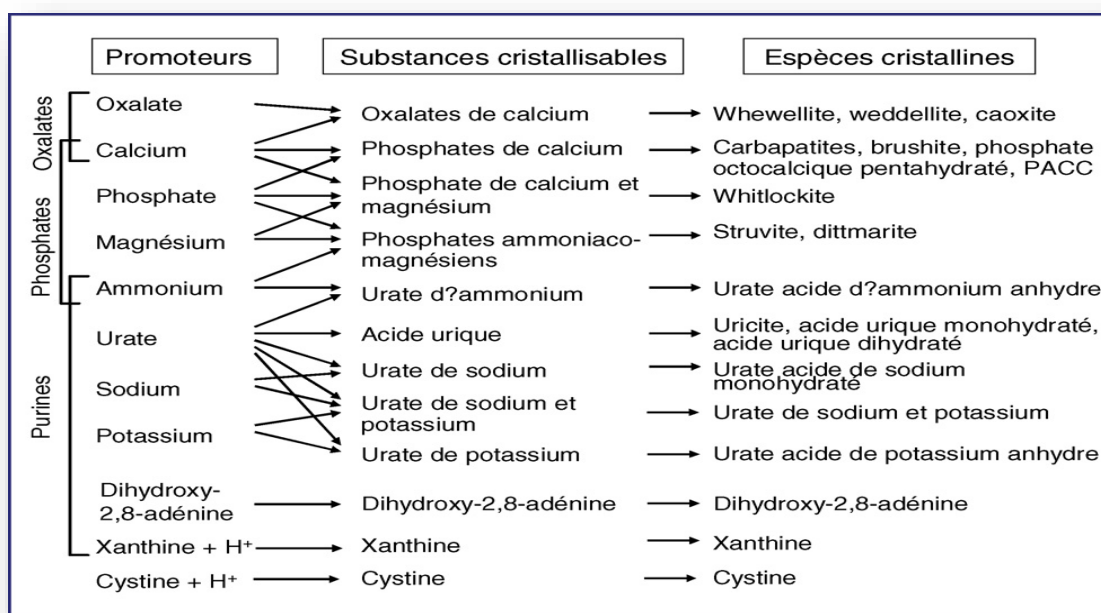 Promoteurs
Substances cristallisables
Espèces cristallines
Oxalates
Phosphates
Purines
Oxalate
Calcium
Phosphate
Magnésium
Ammonium
Urate
Sodium
Potassium
Dihydroxy-
2,8-adénine
Xanthine + H⁺
Cystine + H⁺
Oxalates de calcium
Phosphates de calcium
Phosphate de calcium et
magnésium
Phosphates ammoniaco-
magnésiens
Urate d?ammonium
Acide urique
Urate de sodium
Urate de sodium et
potassium
Urate de potassium
Dihydroxy-2,8-adénine
Xanthine
Cystine
Whewellite, weddellite, caoxite
Carbapatites, brushite, phosphate
octocalcique pentahydraté, PACC
Whitlockite
Struvite, dittmarite
Urate acide d?ammonium anhydre
Uricite, acide urique monohydraté,
acide urique dihydraté
Urate acide de sodium
monohydraté
Urate de sodium et potassium
Urate acide de potassium anhydre
Dihydroxy-2,8-adénine
Xanthine
Cystine